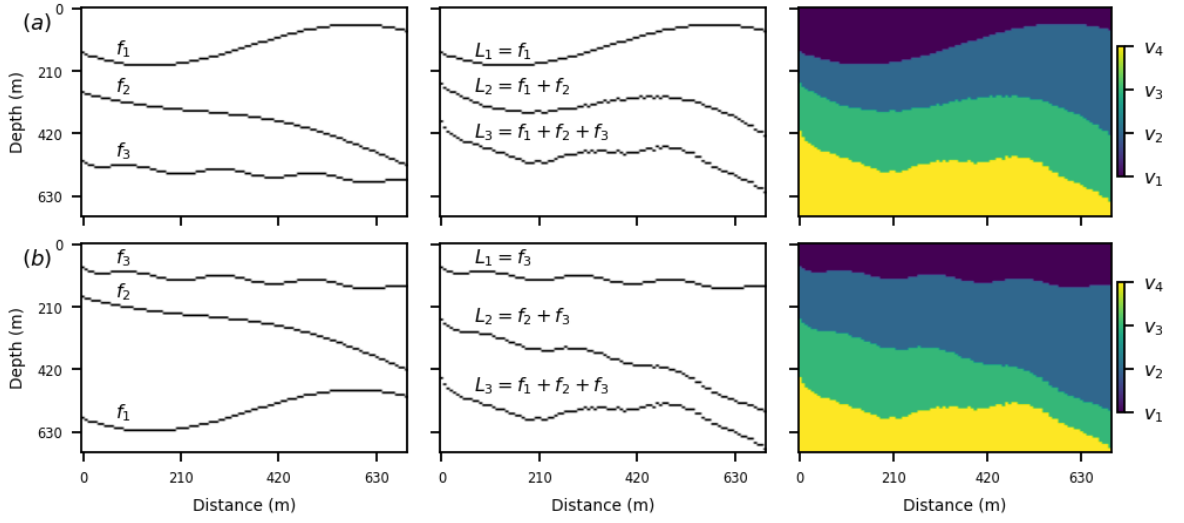 (a)
Depth (m)
0
210
420
630
f₁
f₂
f₃
L₁ = f₁
L₂ = f₁ + f₂
L₃ = f₁ + f₂ + f₃
v₄
v₃
v₂
v₁
(b)
Depth (m)
0
210
420
630
f₃
f₂
f₁
0 210 420 630
Distance (m)
L₁ = f₃
L₂ = f₂ + f₃
L₃ = f₁ + f₂ + f₃
0 210 420 630
Distance (m)
0 210 420 630
Distance (m)
v₄
v₃
v₂
v₁